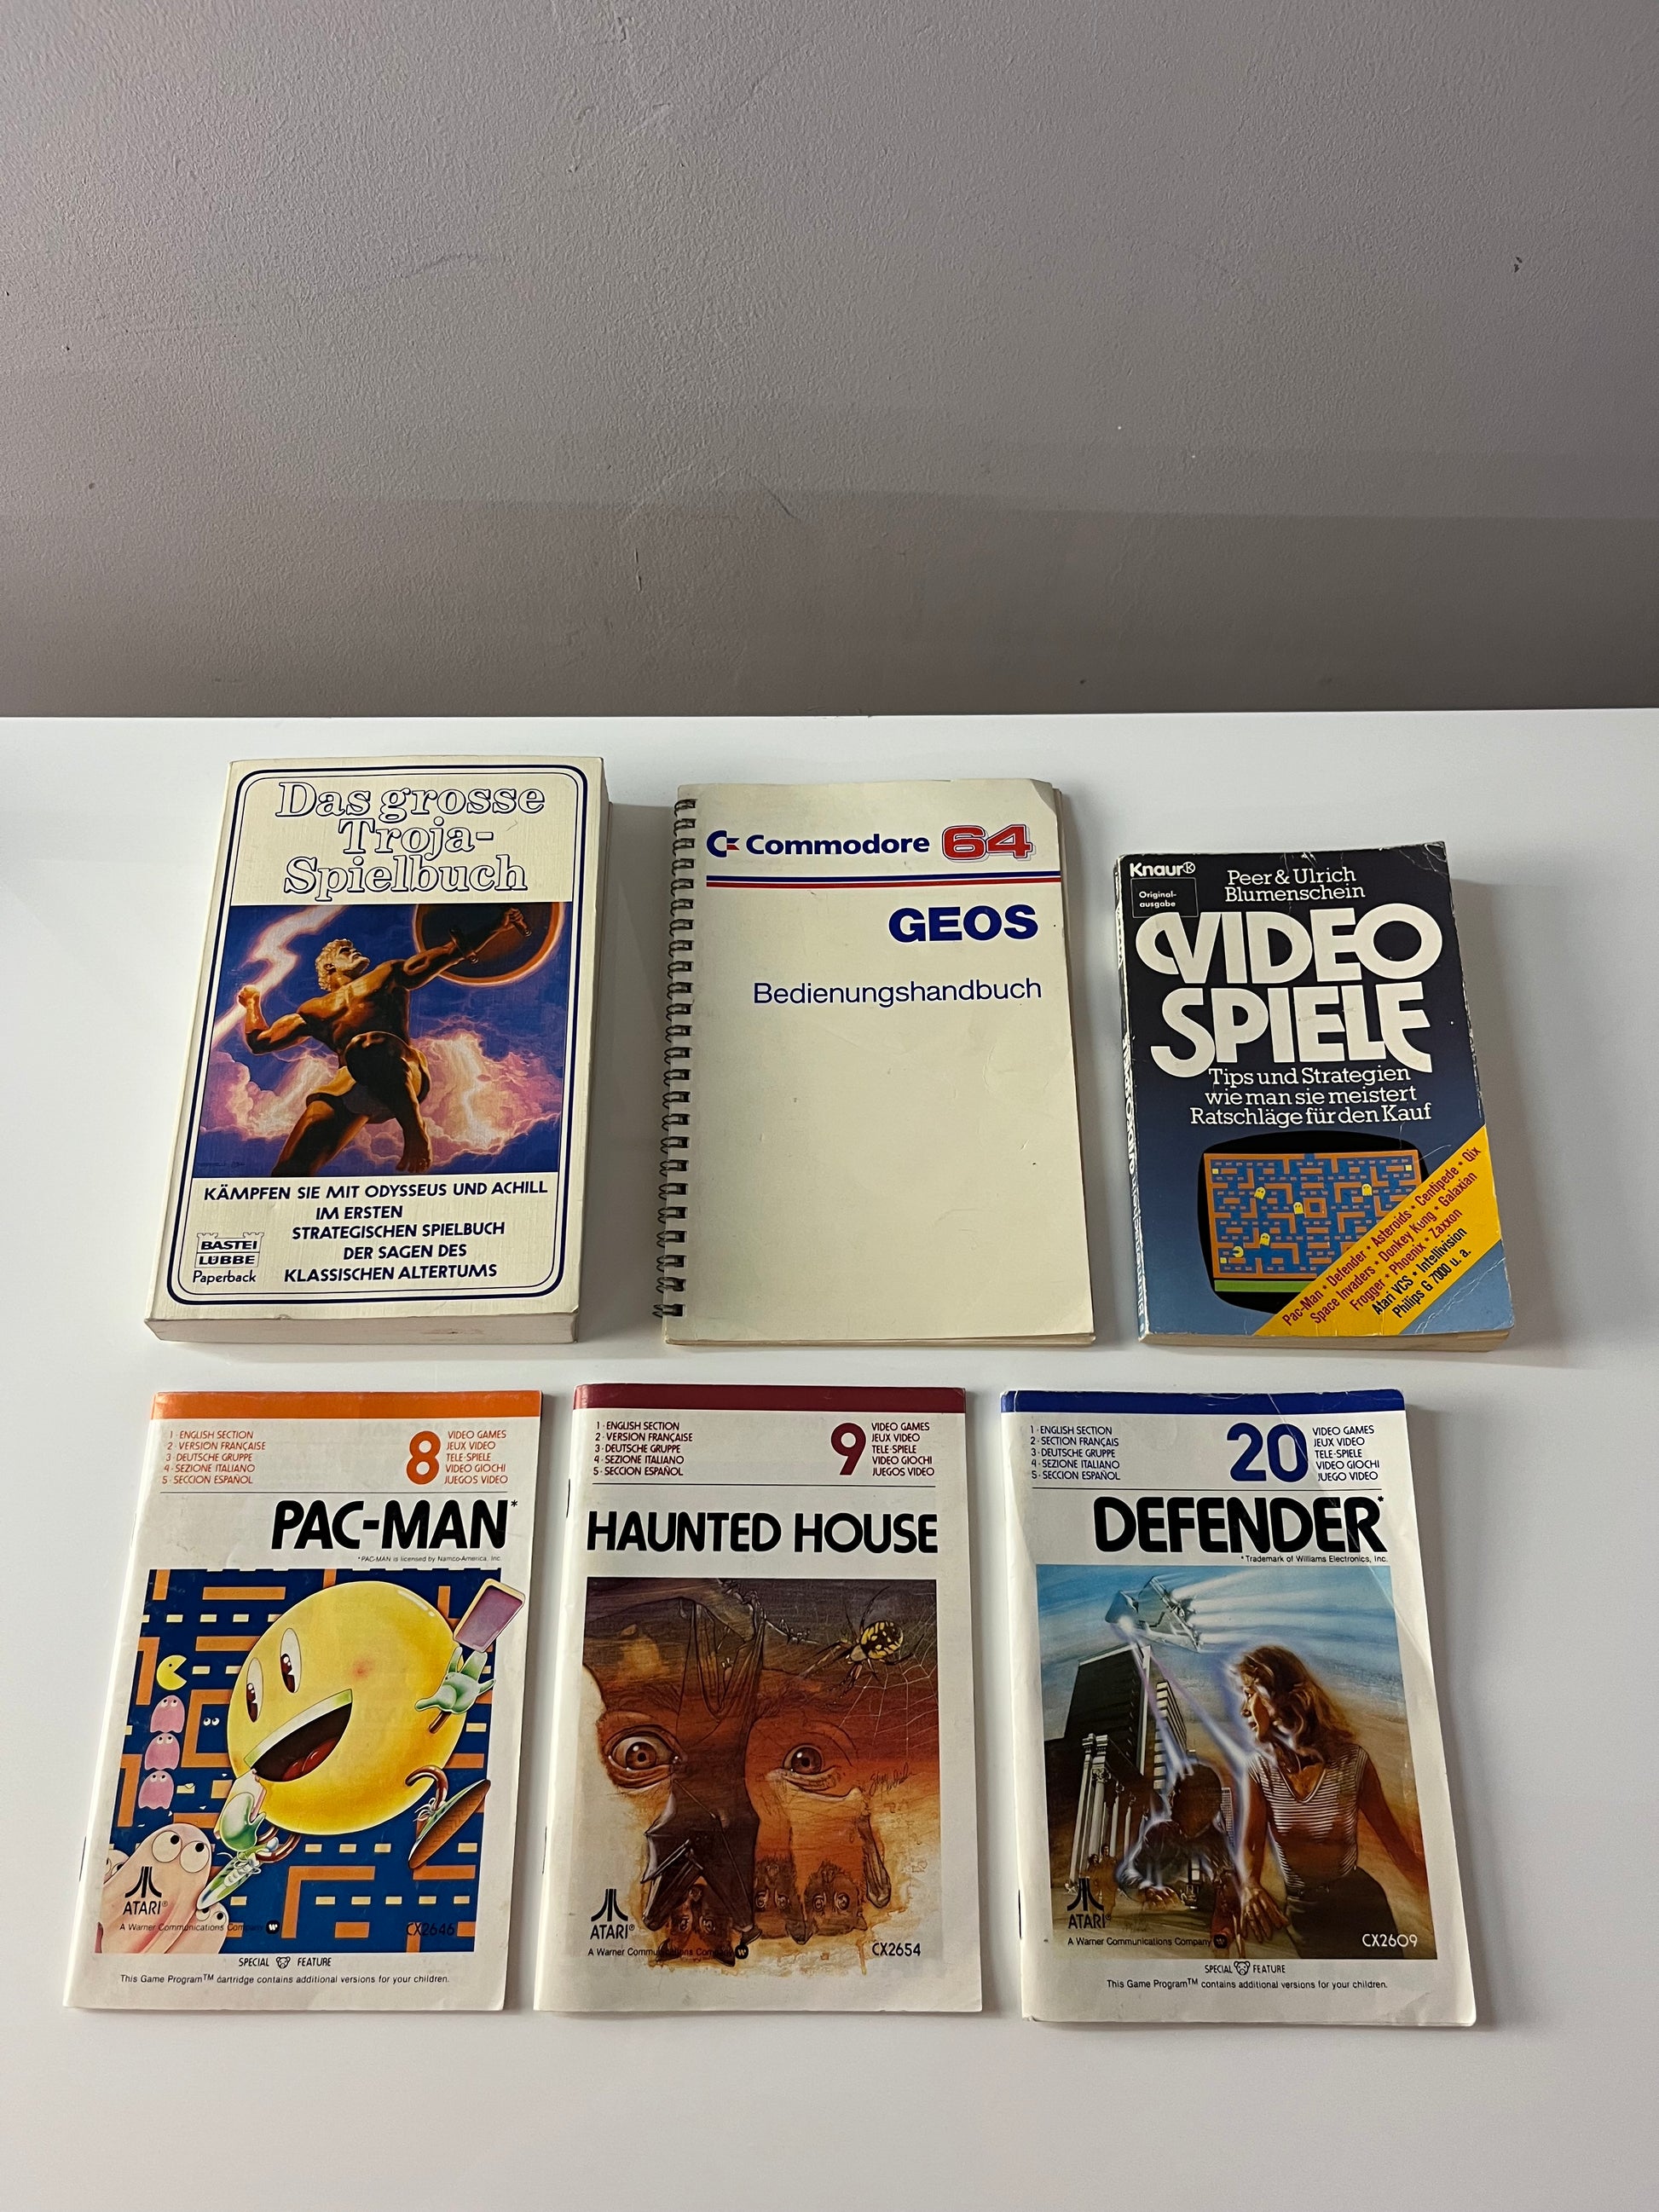 Das grosse
Troja-
Spielbuch
KÄMPFEN SIE MIT ODYSSEUS UND ACHILL
IM ERSTEN
STRATEGISCHEN SPIELBUCH
DER SAGEN DES
KLASSISCHEN ALTERTUMS
BASTEI
LÜBBE
Paperback
Commodore 64
GEOS
Bedienungshandbuch
Knaur
Original-
ausgabe
Peer & Ulrich
Blumenschein
VIDEO
SPIELE
Tips und Strategien
wie man sie meistert
Ratschläge für den Kauf
Pac-Man • Defender • Asteroids • Centipede • Qix
Space Invaders • Donkey Kung • Galaxian
Frogger • Phoenix • Zaxxon
Atari VCS • Intellivision
Philips G 7000 u. a.
1 · ENGLISH SECTION
2 · VERSION FRANÇAISE
3 · DEUTSCHE GRUPPE
4 · SEZIONE ITALIANO
5 · SECCION ESPAÑOL
8
VIDEO GAMES
JEUX VIDEO
TELE-SPIELE
VIDEO GIOCHI
JUEGOS VIDEO
PAC-MAN*
*PAC-MAN is licensed by Namco-America, Inc.
ATARI®
A Warner Communications Company
CX2646
SPECIAL FEATURE
This Game Program™ cartridge contains additional versions for your children.
1 · ENGLISH SECTION
2 · VERSION FRANÇAISE
3 · DEUTSCHE GRUPPE
4 · SEZIONE ITALIANO
5 · SECCION ESPAÑOL
9
VIDEO GAMES
JEUX VIDEO
TELE-SPIELE
VIDEO GIOCHI
JUEGOS VIDEO
HAUNTED HOUSE
ATARI®
A Warner Communications Company
CX2654
1 · ENGLISH SECTION
2 · SECTION FRANÇAIS
3 · DEUTSCHE GRUPPE
4 · SEZIONE ITALIANO
5 · SECCION ESPAÑOL
20
VIDEO GAMES
JEUX VIDEO
TELE-SPIELE
VIDEO GIOCHI
JUEGO VIDEO
DEFENDER*
*Trademark of Williams Electronics, Inc.
ATARI®
A Warner Communications Company
CX2609
SPECIAL FEATURE
This Game Program™ contains additional versions for your children.